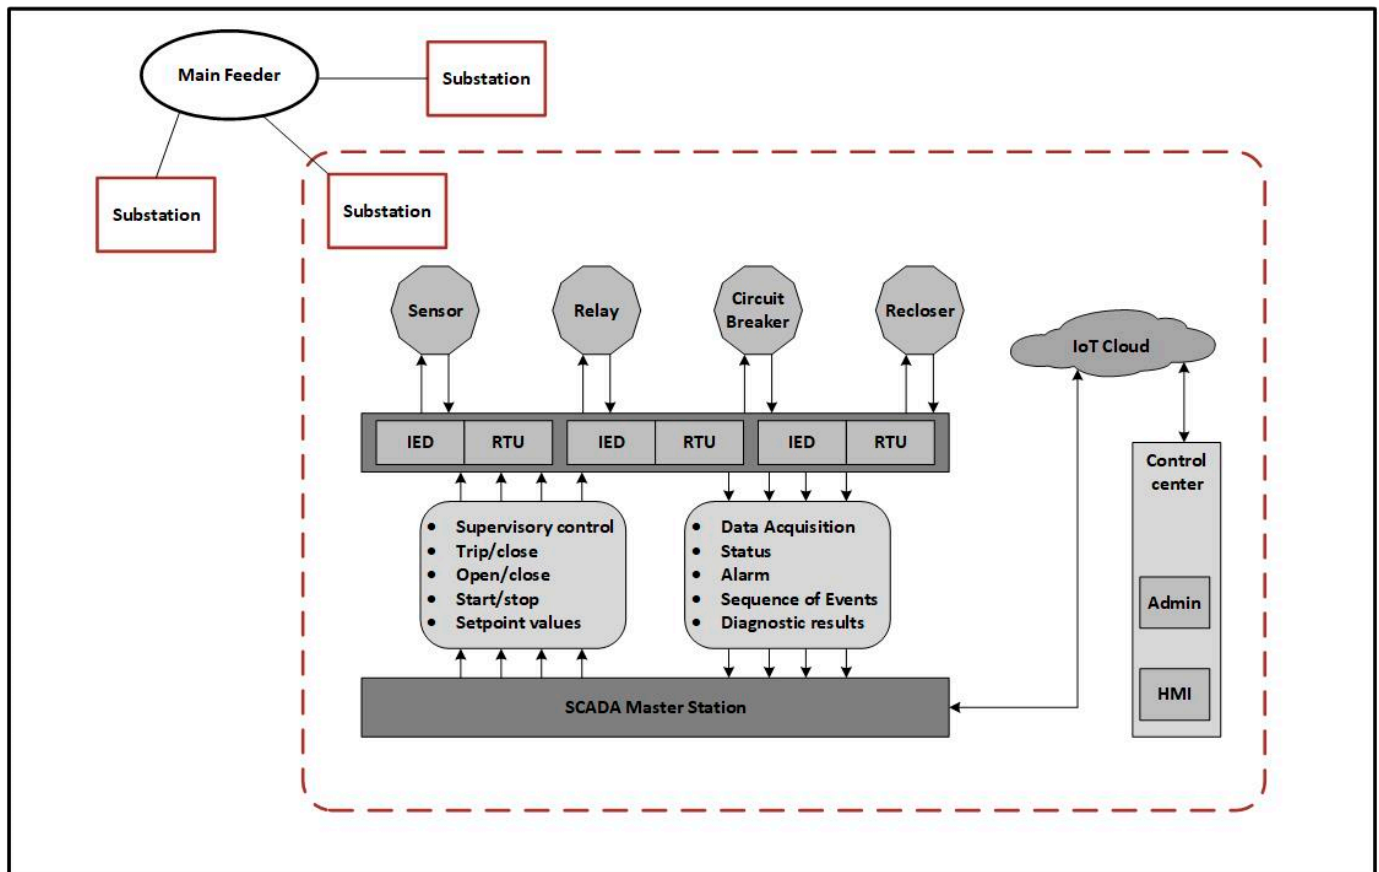 Main Feeder
Substation
Substation
Substation
Sensor
Relay
Circuit
Breaker
Recloser
IoT Cloud
IED
RTU
IED
RTU
IED
RTU
Control
center
• Supervisory control
• Trip/close
• Open/close
• Start/stop
• Setpoint values
• Data Acquisition
• Status
• Alarm
• Sequence of Events
• Diagnostic results
Admin
HMI
SCADA Master Station